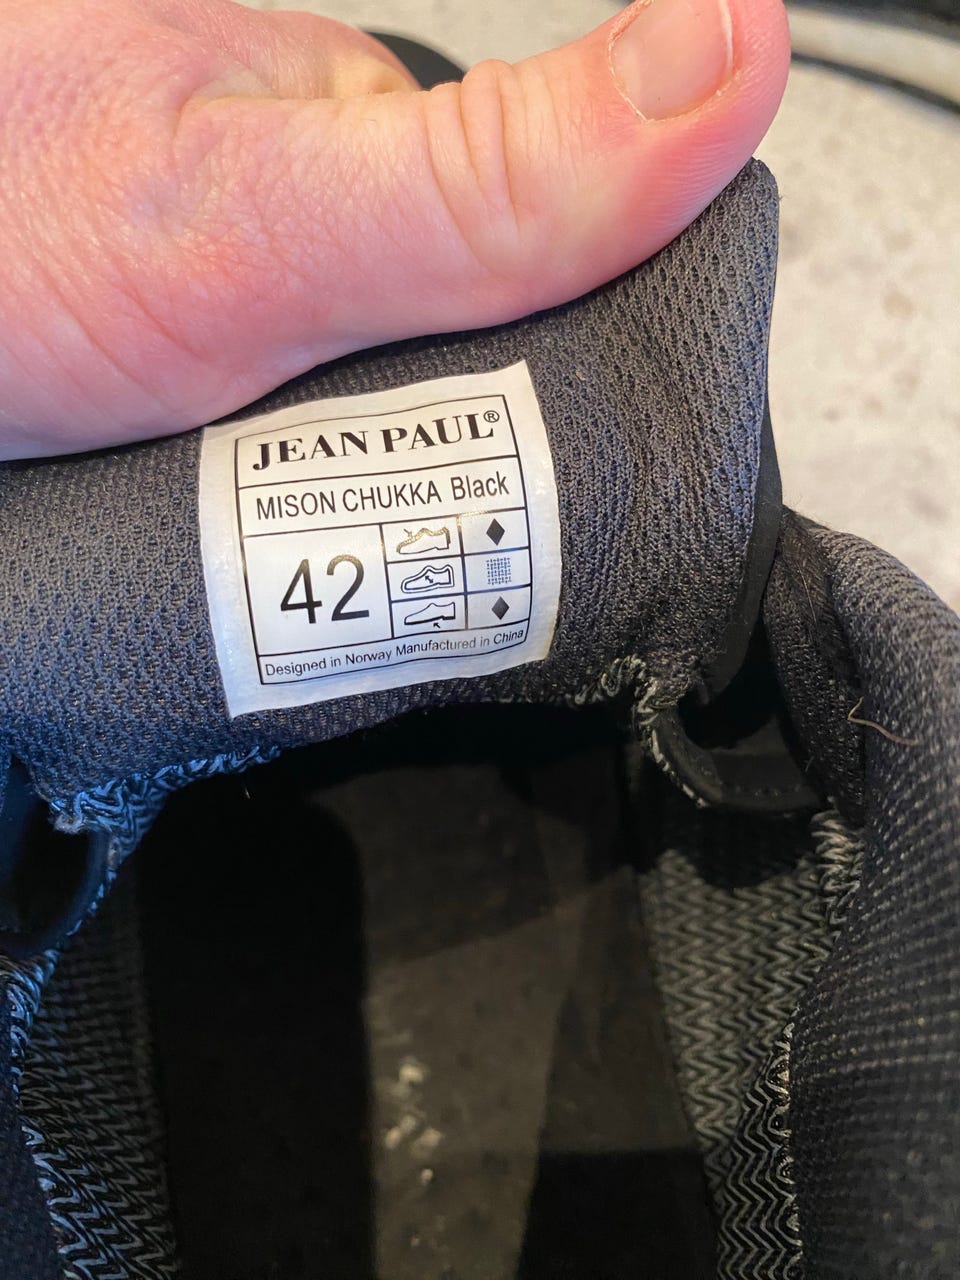 JEAN PAUL®
MISON CHUKKA Black
42
Designed in Norway Manufactured in China